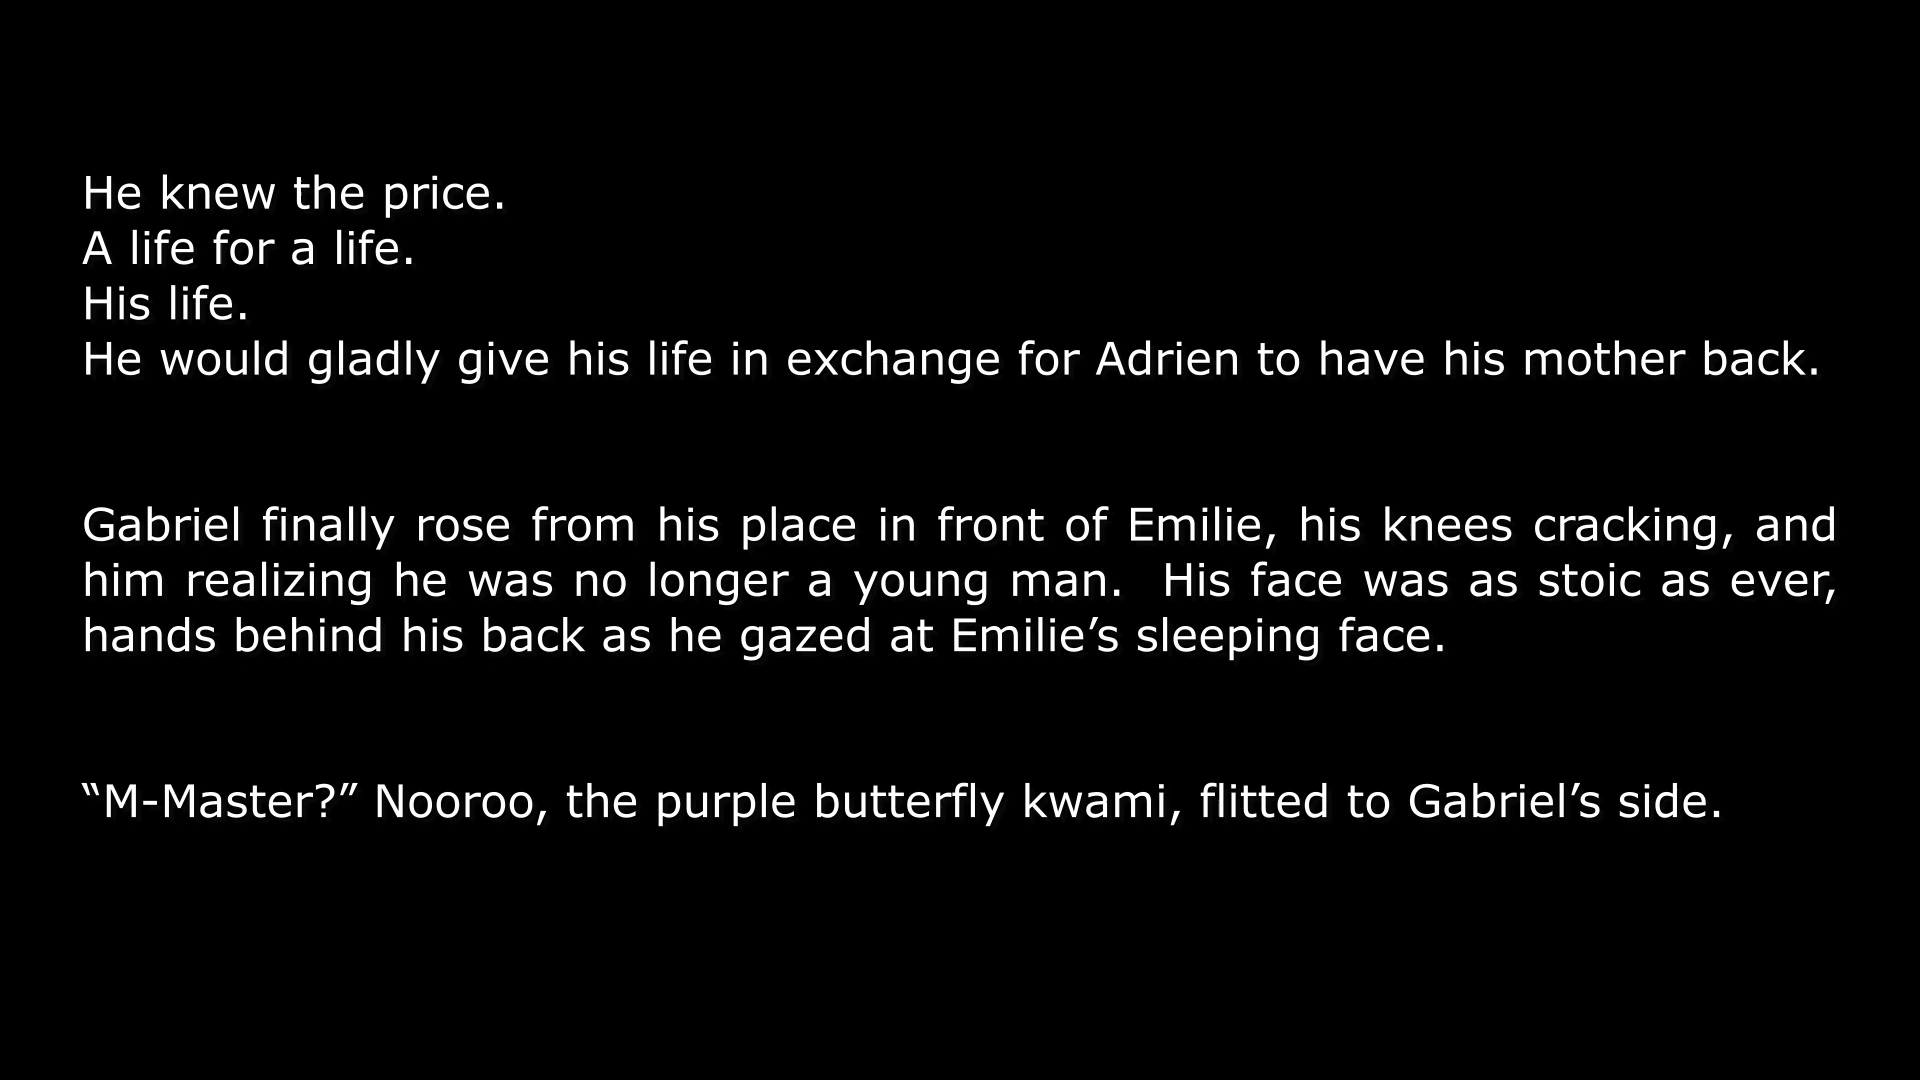 He knew the price.
A life for a life.
His life.
He would gladly give his life in exchange for Adrien to have his mother back.
Gabriel finally rose from his place in front of Emilie, his knees cracking, and
him realizing he was no longer a young man.  His face was as stoic as ever,
hands behind his back as he gazed at Emilie’s sleeping face.
“M-Master?” Nooroo, the purple butterfly kwami, flitted to Gabriel’s side.